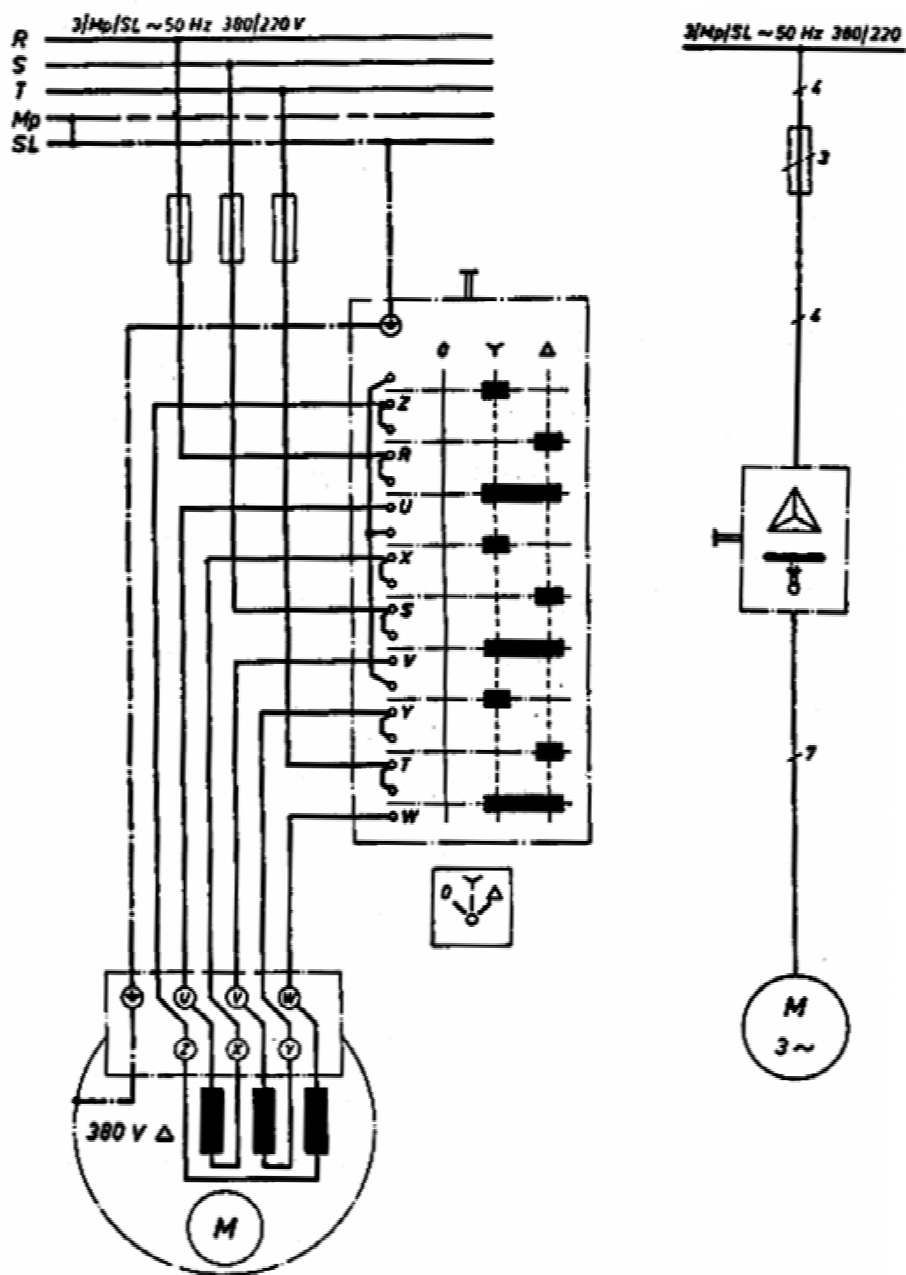 3/Mp/SL ~ 50 Hz 380/220 V
R
S
T
Mp
SL
0 Y Δ
Z
R
U
X
S
V
Y
T
W
0 Y Δ
U V W
Z X Y
380 V Δ
M
3/Mp/SL ~ 50 Hz 380/220
4
3
4
7
M
3 ~